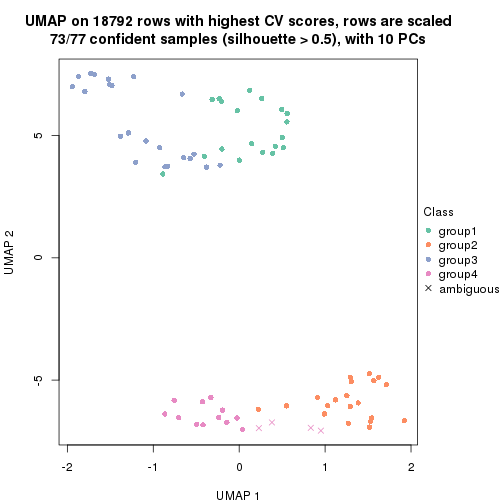 UMAP on 18792 rows with highest CV scores, rows are scaled
73/77 confident samples (silhouette > 0.5), with 10 PCs
5
0
-5
UMAP 2
-2
-1
0
1
2
UMAP 1
Class
group1
group2
group3
group4
ambiguous